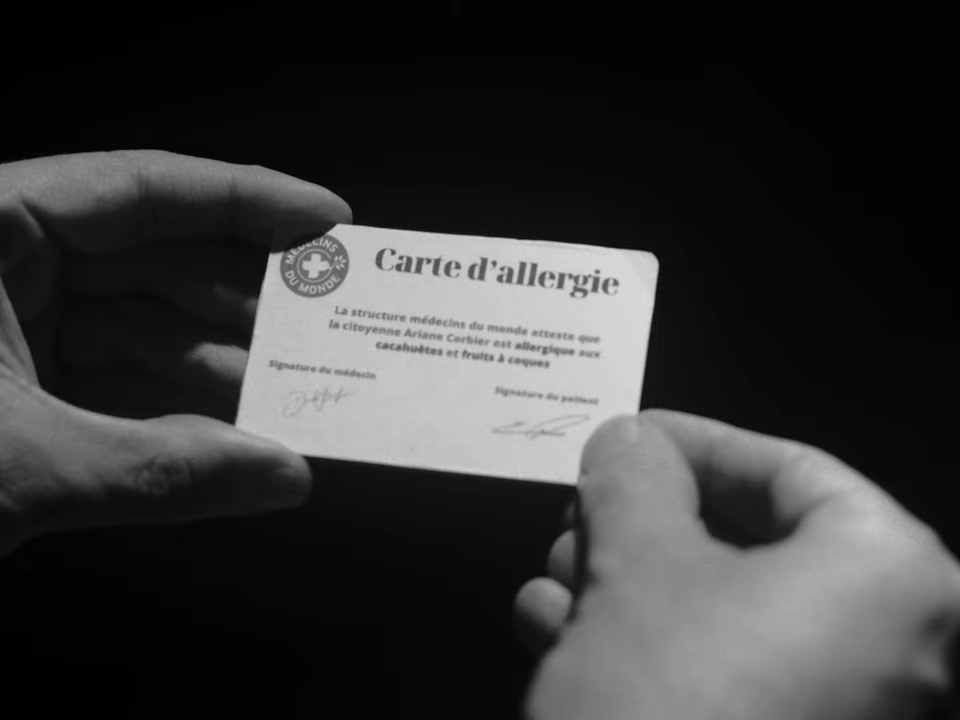 MÉDECINS
DU MONDE
Carte d'allergie
La structure médecins du monde atteste que
la citoyenne Ariane Corbier est allergique aux
cacahuètes et fruits à coques
Signature du médecin
Signature du patient